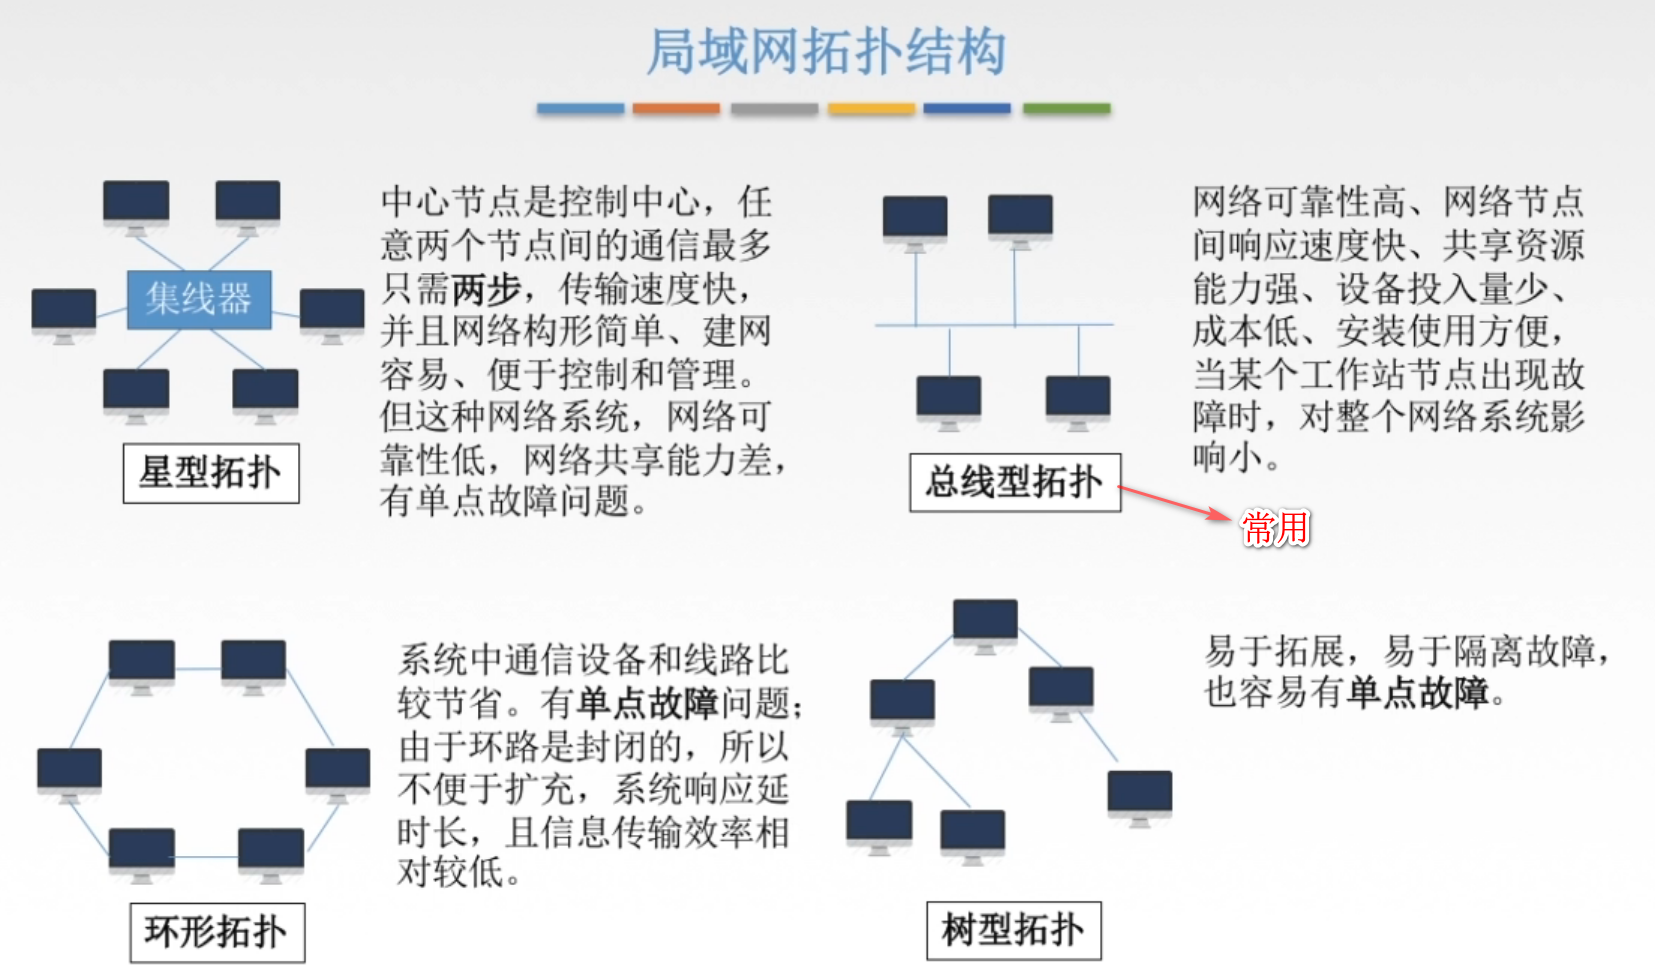 局域网拓扑结构
集线器
星型拓扑
中心节点是控制中心，任
意两个节点间的通信最多
只需两步，传输速度快，
并且网络构形简单、建网
容易、便于控制和管理。
但这种网络系统，网络可
靠性低，网络共享能力差，
有单点故障问题。
总线型拓扑
网络可靠性高、网络节点
间响应速度快、共享资源
能力强、设备投入量少、
成本低、安装使用方便，
当某个工作站节点出现故
障时，对整个网络系统影
响小。
常用
环形拓扑
系统中通信设备和线路比
较节省。有单点故障问题；
由于环路是封闭的，所以
不便于扩充，系统响应延
时长，且信息传输效率相
对较低。
树型拓扑
易于拓展，易于隔离故障，
也容易有单点故障。